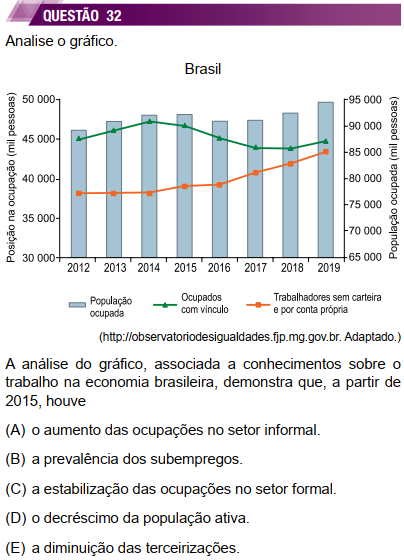 QUESTÃO 32
Analise o gráfico.
Brasil
Posição na ocupação (mil pessoas)
50 000
45 000
40 000
35 000
30 000
95 000
90 000
85 000
80 000
75 000
70 000
65 000
População ocupada (mil pessoas)
2012 2013 2014 2015 2016 2017 2018 2019
População
ocupada
Ocupados
com vínculo
Trabalhadores sem carteira
e por conta própria
(http://observatoriodesigualdades.fjp.mg.gov.br. Adaptado.)
A análise do gráfico, associada a conhecimentos sobre o
trabalho na economia brasileira, demonstra que, a partir de
2015, houve
(A) o aumento das ocupações no setor informal.
(B) a prevalência dos subempregos.
(C) a estabilização das ocupações no setor formal.
(D) o decréscimo da população ativa.
(E) a diminuição das terceirizações.